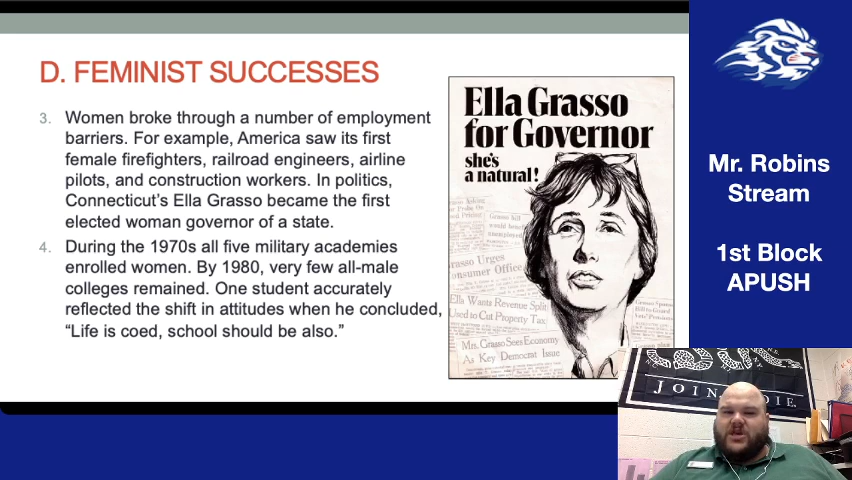 D. FEMINIST SUCCESSES
3. Women broke through a number of employment
barriers. For example, America saw its first
female firefighters, railroad engineers, airline
pilots, and construction workers. In politics,
Connecticut's Ella Grasso became the first
elected woman governor of a state.
4. During the 1970s all five military academies
enrolled women. By 1980, very few all-male
colleges remained. One student accurately
reflected the shift in attitudes when he concluded,
“Life is coed, school should be also.”
Ella Grasso
for Governor
she's
a natural!
Grasso Bill
would
Grasso Urges
Consumer Office
Ella Wants Revenue Split
Used to Cut Property Tax
Mrs. Grasso Sees Economy
As Key Democrat Issue
Mr. Robins
Stream
1st Block
APUSH
JOIN DIE.